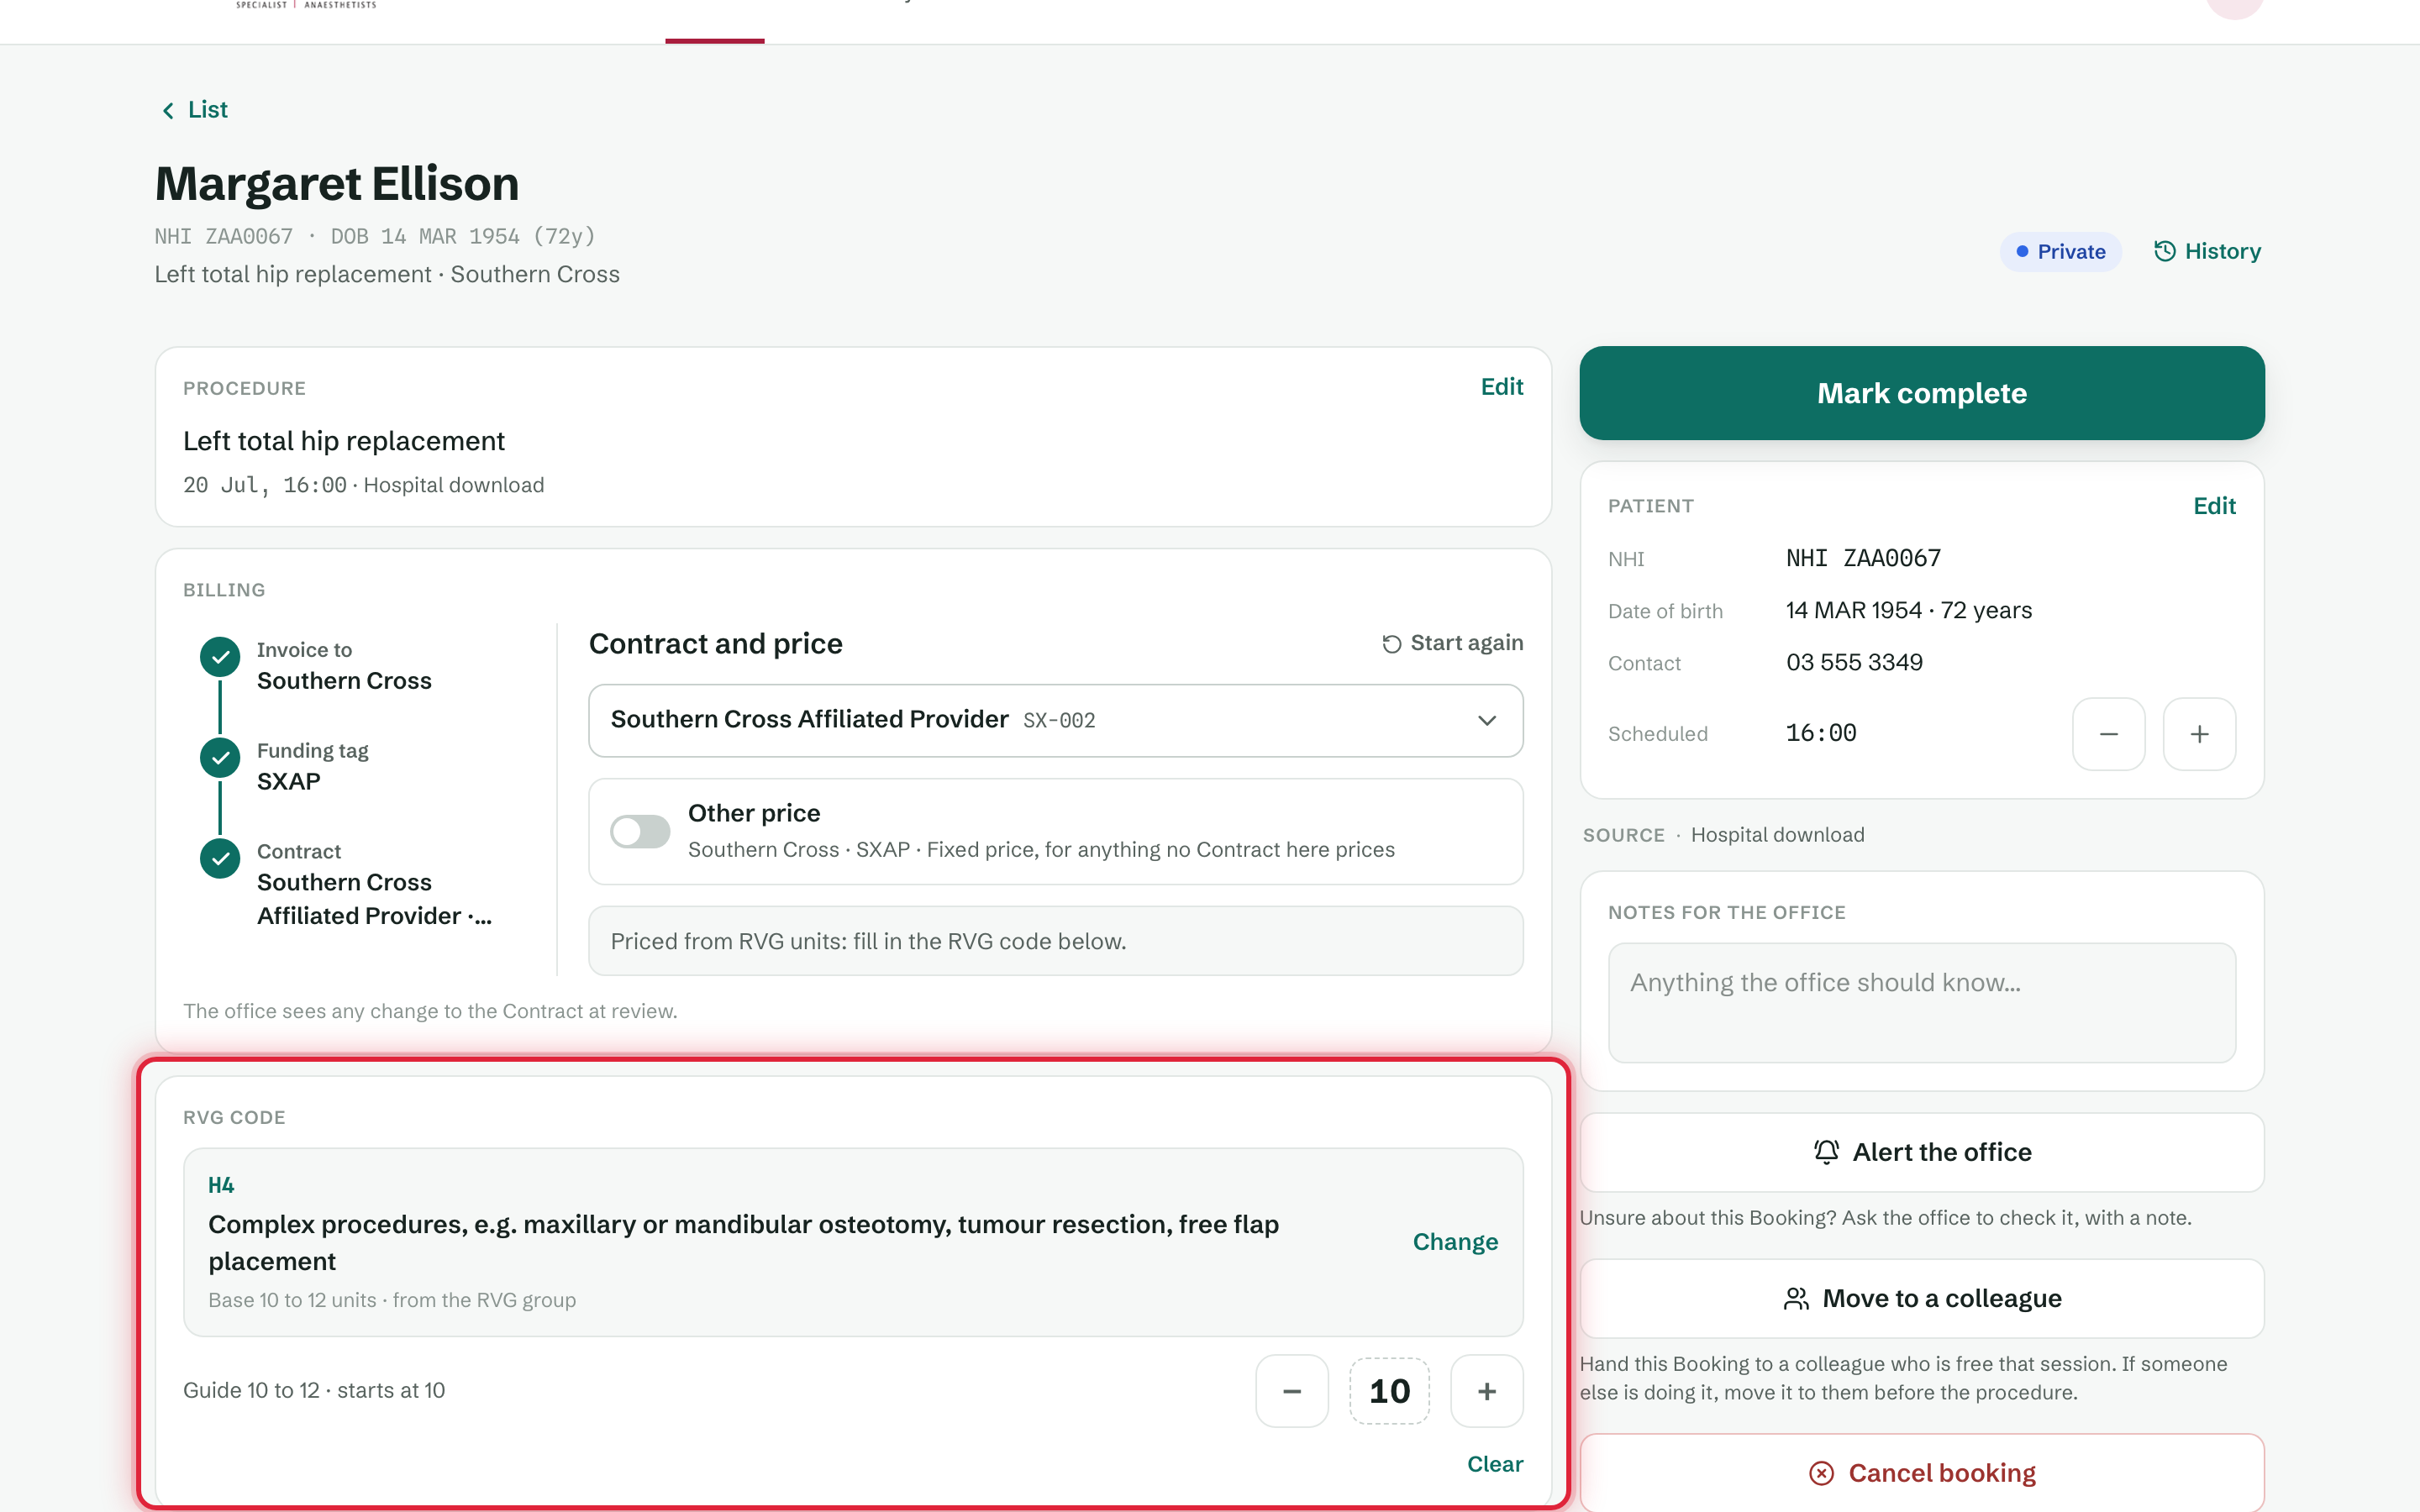 SPECIALIST | ANAESTHETISTS
List
Margaret Ellison
NHI ZAA0067 · DOB 14 MAR 1954 (72y)
Left total hip replacement · Southern Cross
Private
History
PROCEDURE
Edit
Left total hip replacement
20 Jul, 16:00 · Hospital download
BILLING
Invoice to
Southern Cross
Funding tag
SXAP
Contract
Southern Cross
Affiliated Provider ·...
Contract and price
Start again
Southern Cross Affiliated Provider SX-002
Other price
Southern Cross · SXAP · Fixed price, for anything no Contract here prices
Priced from RVG units: fill in the RVG code below.
The office sees any change to the Contract at review.
RVG CODE
H4
Complex procedures, e.g. maxillary or mandibular osteotomy, tumour resection, free flap
placement
Change
Base 10 to 12 units · from the RVG group
Guide 10 to 12 · starts at 10
− 10 +
Clear
Mark complete
PATIENT
Edit
NHI
NHI ZAA0067
Date of birth
14 MAR 1954 · 72 years
Contact
03 555 3349
Scheduled
16:00
− +
SOURCE · Hospital download
NOTES FOR THE OFFICE
Anything the office should know...
Alert the office
Unsure about this Booking? Ask the office to check it, with a note.
Move to a colleague
Hand this Booking to a colleague who is free that session. If someone
else is doing it, move it to them before the procedure.
Cancel booking